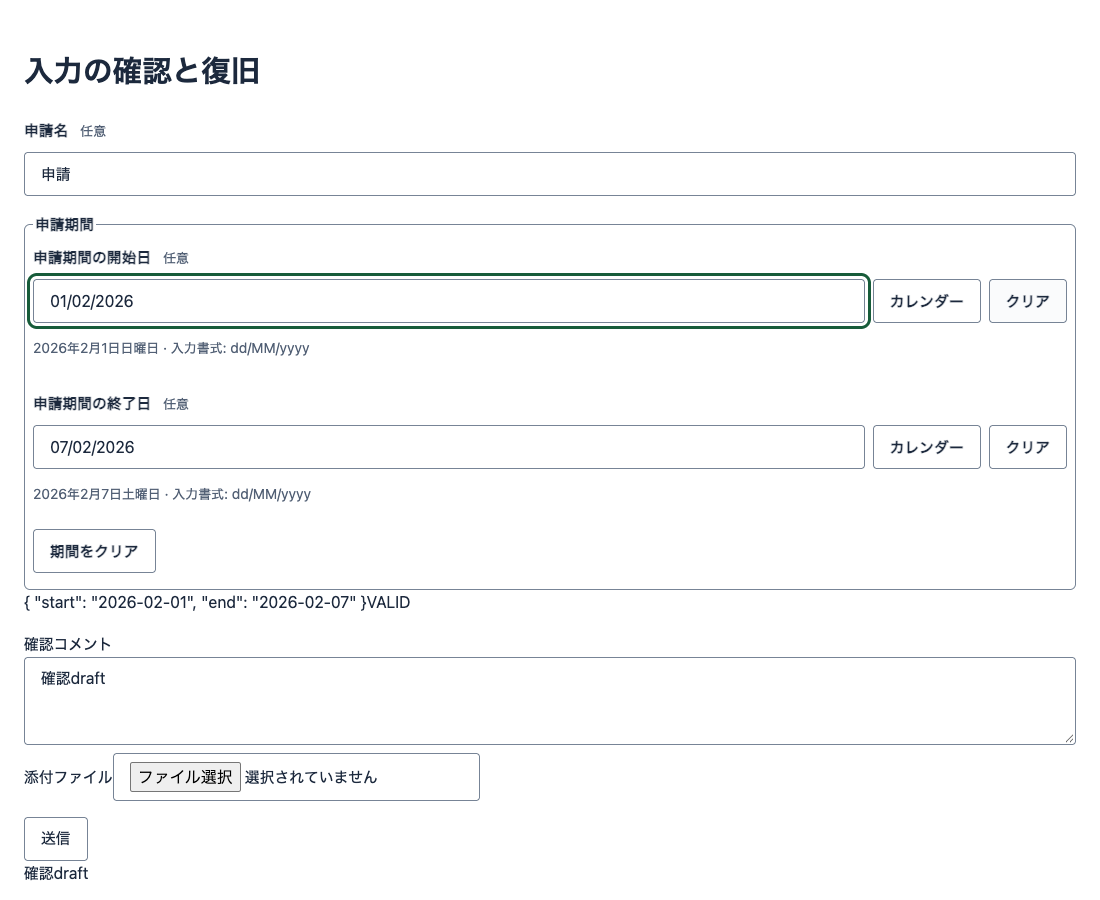 入力の確認と復旧
申請名 任意
申請
申請期間
申請期間の開始日 任意
01/02/2026 カレンダー クリア
2026年2月1日日曜日 · 入力書式: dd/MM/yyyy
申請期間の終了日 任意
07/02/2026 カレンダー クリア
2026年2月7日土曜日 · 入力書式: dd/MM/yyyy
期間をクリア
{ "start": "2026-02-01", "end": "2026-02-07" }VALID
確認コメント
確認draft
添付ファイル ファイル選択 選択されていません
送信
確認draft